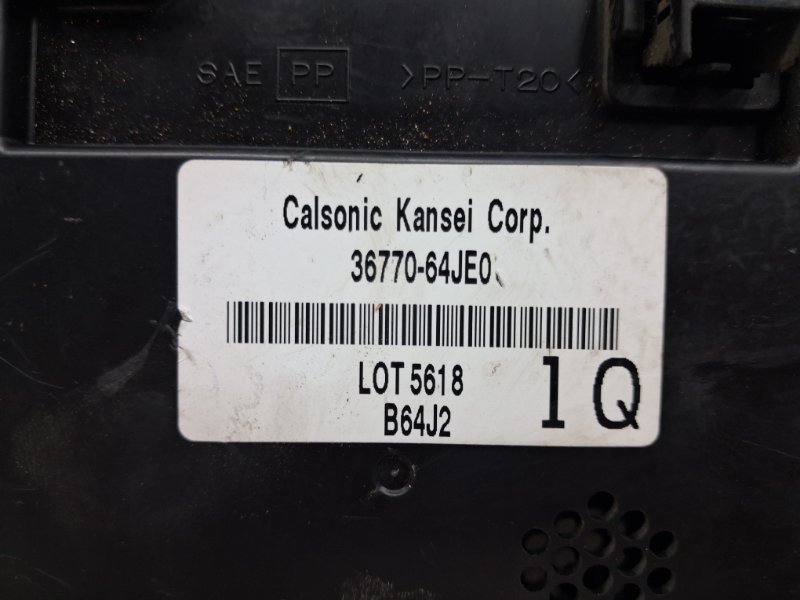 SAE PP >PP-T20<
Calsonic Kansei Corp.
36770-64JE0
LOT 5618
B64J2
1Q